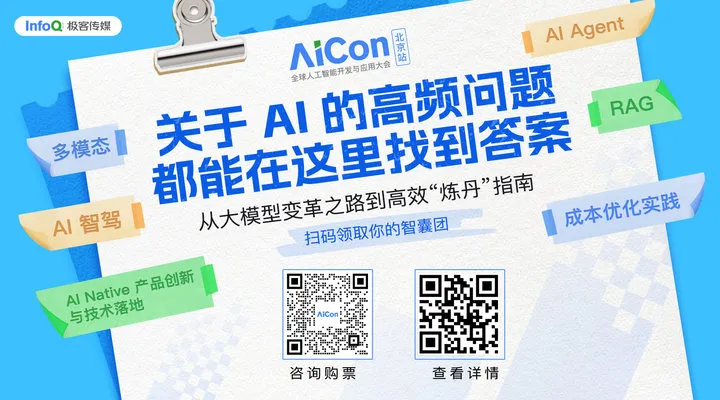 InfoQ 极客传媒
AiCon 北京站
全球人工智能开发与应用大会
AI Agent
关于 AI 的高频问题
都能在这里找到答案
RAG
多模态
从大模型变革之路到高效“炼丹”指南
AI 智驾
扫码领取你的智囊团
成本优化实践
AI Native 产品创新
与技术落地
AiCon
咨询购票
查看详情